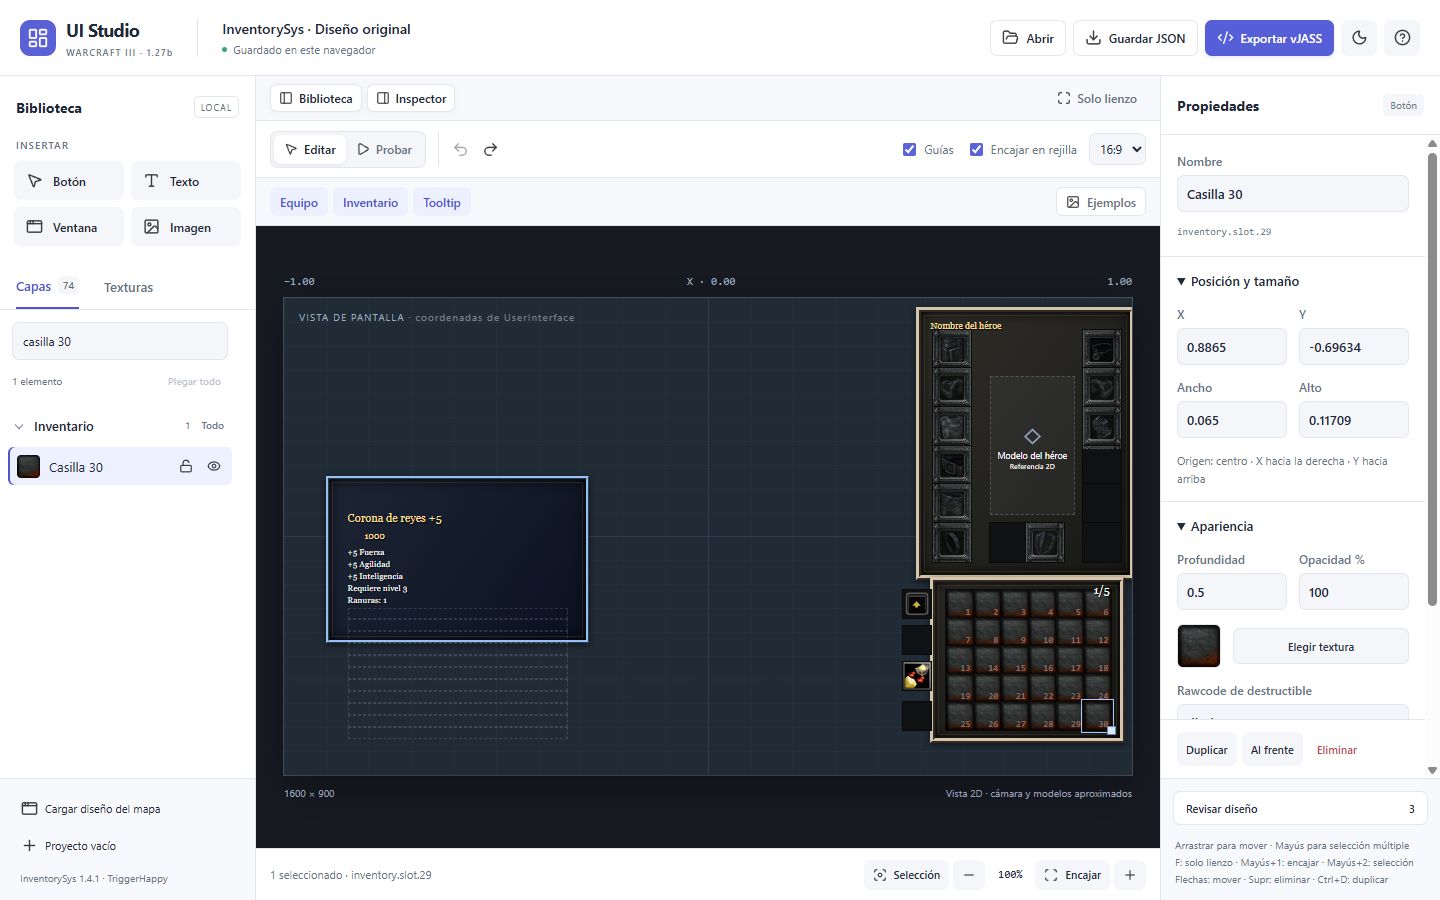 UI Studio
WARCRAFT III · 1.27b
InventorySys · Diseño original
Guardado en este navegador
Abrir
Guardar JSON
Exportar vJASS
Biblioteca
LOCAL
INSERTAR
Botón
Texto
Ventana
Imagen
Capas 74
Texturas
casilla 30
1 elemento
Plegar todo
Inventario
1
Todo
Casilla 30
Cargar diseño del mapa
Proyecto vacío
InventorySys 1.4.1 · TriggerHappy
Biblioteca
Inspector
Solo lienzo
Editar
Probar
Guías
Encajar en rejilla
16:9
Equipo
Inventario
Tooltip
Ejemplos
−1.00
X · 0.00
1.00
VISTA DE PANTALLA · coordenadas de UserInterface
Corona de reyes +5
1000
+5 Fuerza
+5 Agilidad
+5 Inteligencia
Requiere nivel 3
Ranuras: 1
Nombre del héroe
Modelo del héroe
Referencia 2D
1/5
1 2 3 4 5 6
7 8 9 10 11 12
13 14 15 16 17 18
19 20 21 22 23 24
25 26 27 28 29 30
1600 × 900
Vista 2D · cámara y modelos aproximados
1 seleccionado · inventory.slot.29
Selección
100%
Encajar
Propiedades
Botón
Nombre
Casilla 30
inventory.slot.29
Posición y tamaño
X
Y
0.8865
-0.69634
Ancho
Alto
0.065
0.11709
Origen: centro · X hacia la derecha · Y hacia
arriba
Apariencia
Profundidad
Opacidad %
0.5
100
Elegir textura
Rawcode de destructible
Duplicar
Al frente
Eliminar
Revisar diseño
3
Arrastrar para mover · Mayús para selección múltiple
F: solo lienzo · Mayús+1: encajar · Mayús+2: selección
Flechas: mover · Supr: eliminar · Ctrl+D: duplicar